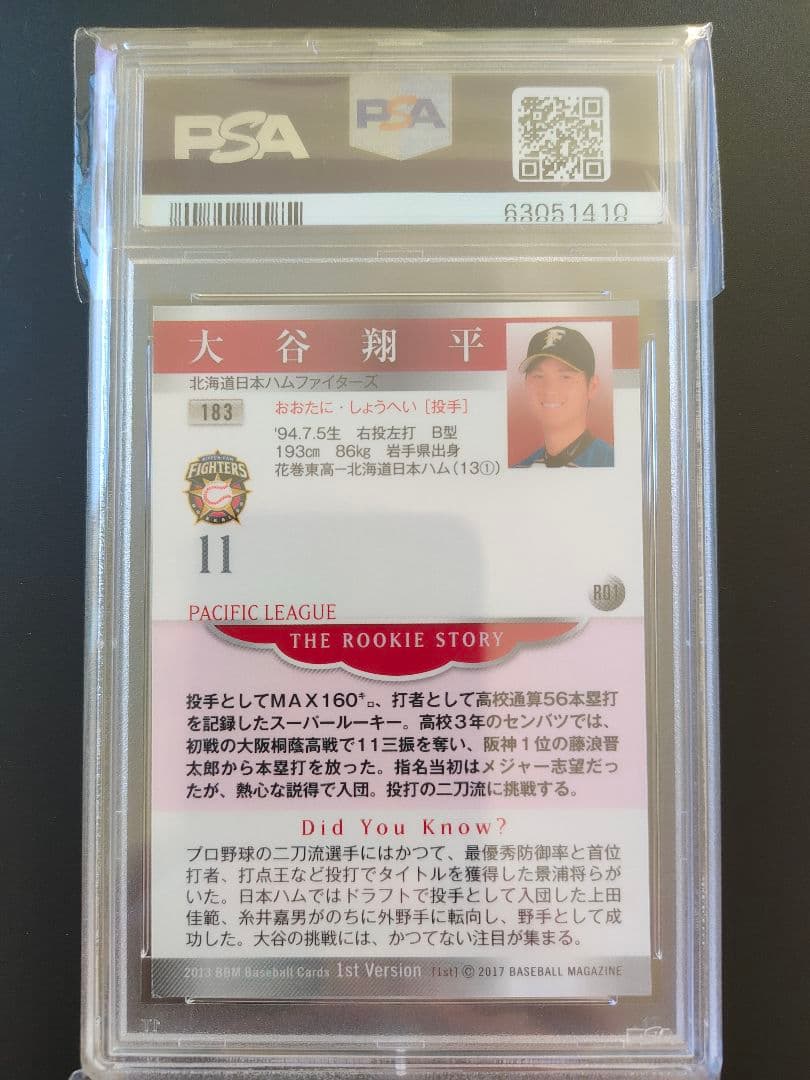 PSA
PSA
63051410
大谷翔平
北海道日本ハムファイターズ
183
おおたに・しょうへい [投手]
'94.7.5生 右投左打 B型
193cm 86kg 岩手県出身
花巻東高－北海道日本ハム(13①)
FIGHTERS
11
R01
PACIFIC LEAGUE
THE ROOKIE STORY
投手としてMAX160㌔、打者として高校通算56本塁打
を記録したスーパールーキー。高校3年のセンバツでは、
初戦の大阪桐蔭高戦で11三振を奪い、阪神1位の藤浪晋
太郎から本塁打を放った。指名当初はメジャー志望だっ
たが、熱心な説得で入団。投打の二刀流に挑戦する。
Did You Know?
プロ野球の二刀流選手にはかつて、最優秀防御率と首位
打者、打点王など投打でタイトルを獲得した景浦将らが
いた。日本ハムではドラフトで投手として入団した上田
佳範、糸井嘉男がのちに外野手に転向し、野手として成
功した。大谷の挑戦には、かつてない注目が集まる。
2013 BBM Baseball Cards 1st Version [1st] © 2017 BASEBALL MAGAZINE